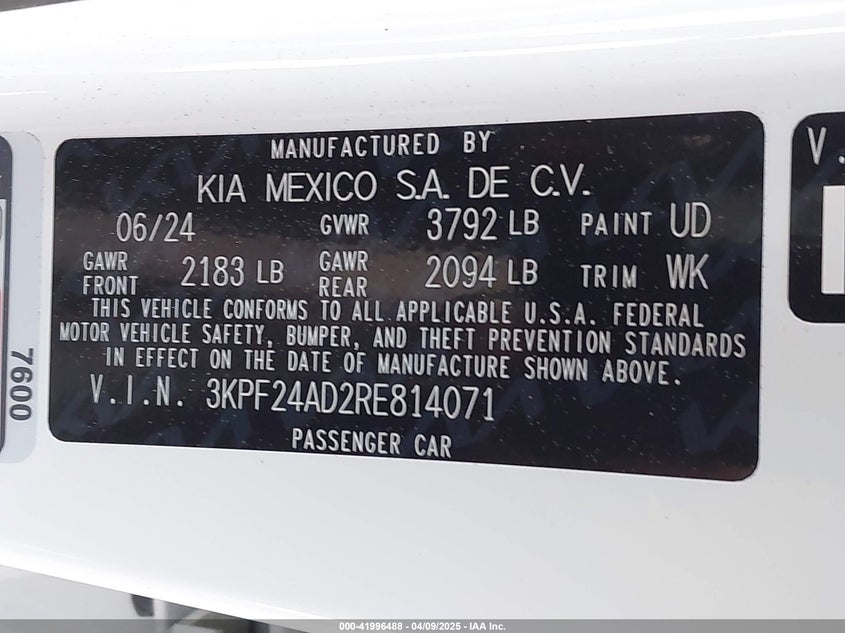 MANUFACTURED BY
KIA MEXICO S.A. DE C.V.
06/24 GVWR 3792 LB PAINT UD
GAWR FRONT 2183 LB GAWR REAR 2094 LB TRIM WK
THIS VEHICLE CONFORMS TO ALL APPLICABLE U.S.A. FEDERAL
MOTOR VEHICLE SAFETY, BUMPER, AND THEFT PREVENTION STANDARDS
IN EFFECT ON THE DATE OF MANUFACTURE SHOWN ABOVE.
V.I.N. 3KPF24AD2RE814071
PASSENGER CAR
7600
V.
000-41996488 - 04/09/2025 - IAA Inc.